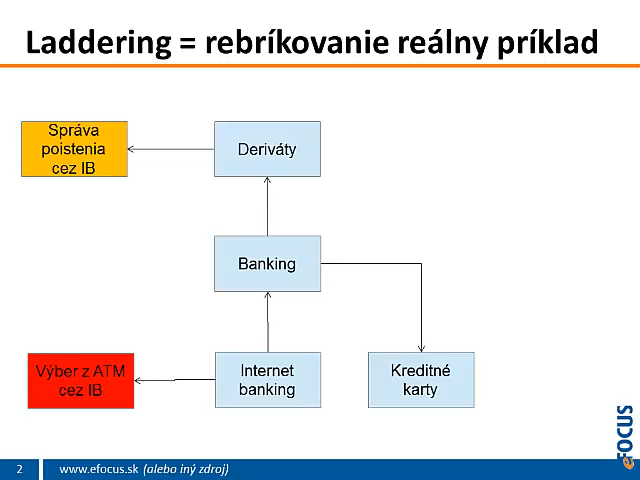 Laddering = rebríkovanie reálny príklad
Správa
poistenia
cez IB
Deriváty
Banking
Výber z ATM
cez IB
Internet
banking
Kreditné
karty
eFOCUS
2
www.efocus.sk (alebo iný zdroj)